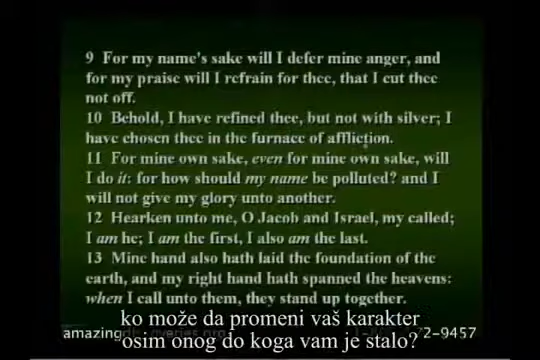 9 For my name's sake will I defer mine anger, and
for my praise will I refrain for thee, that I cut thee
not off.
10 Behold, I have refined thee, but not with silver; I
have chosen thee in the furnace of affliction.
11 For mine own sake, even for mine own sake, will
I do it: for how should my name be polluted? and I
will not give my glory unto another.
12 Hearken unto me, O Jacob and Israel, my called;
I am he; I am the first, I also am the last.
13 Mine hand also hath laid the foundation of the
earth, and my right hand hath spanned the heavens:
when I call unto them, they stand up together.
ko može da promeni vaš karakter
amazing 2-9457
osim onog do koga vam je stalo?